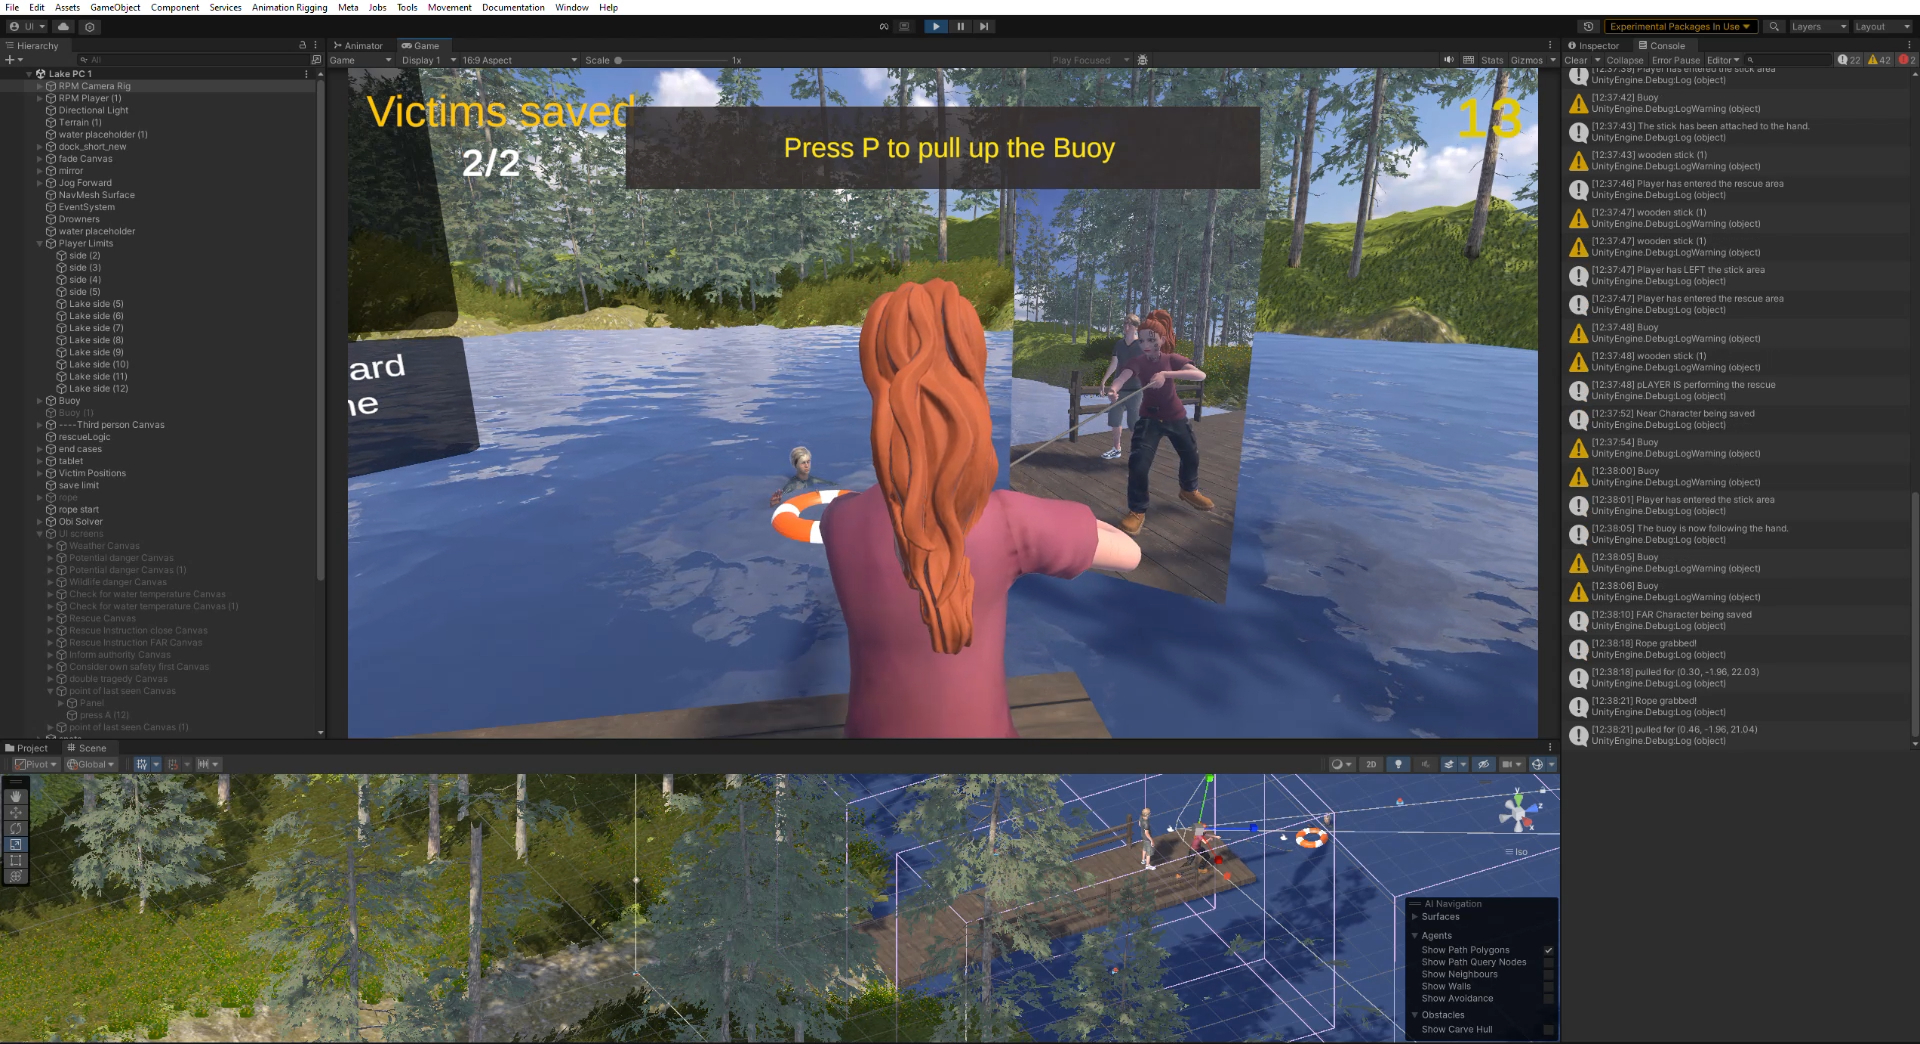 File Edit Assets GameObject Component Services Animation Rigging Meta Jobs Tools Movement Documentation Window Help
UI
Experimental Packages In Use
Layers
Layout
Hierarchy
All
Lake PC 1
RPM Camera Rig
RPM Player (1)
Directional Light
Terrain (1)
water placeholder (1)
dock_short_new
fade Canvas
mirror
Jog Forward
NavMesh Surface
EventSystem
Drowners
water placeholder
Player Limits
side (2)
side (3)
side (4)
side (5)
Lake side (5)
Lake side (6)
Lake side (7)
Lake side (8)
Lake side (9)
Lake side (10)
Lake side (11)
Lake side (12)
Buoy
Buoy (1)
----Third person Canvas
rescueLogic
end cases
tablet
Victim Positions
save limit
rope
rope start
Obi Solver
UI screens
Weather Canvas
Potential danger Canvas
Potential danger Canvas (1)
Wildlife danger Canvas
Check for water temperature Canvas
Check for water temperature Canvas (1)
Rescue Canvas
Rescue Instruction close Canvas
Rescue Instruction FAR Canvas
Inform authority Canvas
Consider own safety first Canvas
double tragedy Canvas
point of last seen Canvas
Panel
press A (12)
point of last seen Canvas (1)
Animator
Game
Game
Display 1
16:9 Aspect
Scale
1x
Play Focused
Stats
Gizmos
Victims saved
2/2
Press P to pull up the Buoy
13
ard
ne
Inspector
Console
Clear
Collapse
Error Pause
Editor
22
42
2
[12:37:39] Player has entered the stick area
UnityEngine.Debug:Log (object)
[12:37:42] Buoy
UnityEngine.Debug:LogWarning (object)
[12:37:43] The stick has been attached to the hand.
UnityEngine.Debug:Log (object)
[12:37:43] wooden stick (1)
UnityEngine.Debug:LogWarning (object)
[12:37:46] Player has entered the rescue area
UnityEngine.Debug:Log (object)
[12:37:47] wooden stick (1)
UnityEngine.Debug:LogWarning (object)
[12:37:47] wooden stick (1)
UnityEngine.Debug:LogWarning (object)
[12:37:47] Player has LEFT the stick area
UnityEngine.Debug:Log (object)
[12:37:47] Player has entered the rescue area
UnityEngine.Debug:Log (object)
[12:37:48] Buoy
UnityEngine.Debug:LogWarning (object)
[12:37:48] wooden stick (1)
UnityEngine.Debug:LogWarning (object)
[12:37:48] pLAYER IS performing the rescue
UnityEngine.Debug:Log (object)
[12:37:52] Near Character being saved
UnityEngine.Debug:Log (object)
[12:37:54] Buoy
UnityEngine.Debug:LogWarning (object)
[12:38:00] Buoy
UnityEngine.Debug:LogWarning (object)
[12:38:01] Player has entered the stick area
UnityEngine.Debug:Log (object)
[12:38:05] The buoy is now following the hand.
UnityEngine.Debug:Log (object)
[12:38:05] Buoy
UnityEngine.Debug:LogWarning (object)
[12:38:06] Buoy
UnityEngine.Debug:LogWarning (object)
[12:38:10] FAR Character being saved
UnityEngine.Debug:Log (object)
[12:38:18] Rope grabbed!
UnityEngine.Debug:Log (object)
[12:38:18] pulled for (0.30, -1.96, 22.03)
UnityEngine.Debug:Log (object)
[12:38:21] Rope grabbed!
UnityEngine.Debug:Log (object)
[12:38:21] pulled for (0.46, -1.96, 21.04)
UnityEngine.Debug:Log (object)
Project
Scene
Pivot
Global
2D
y
z
x
Iso
AI Navigation
Surfaces
Agents
Show Path Polygons
Show Path Query Nodes
Show Neighbours
Show Walls
Show Avoidance
Obstacles
Show Carve Hull